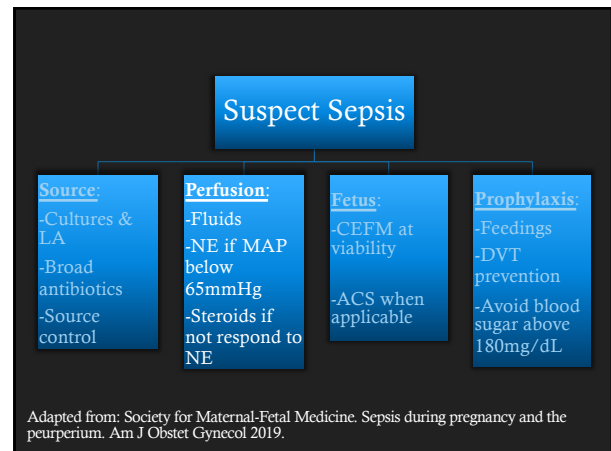 Suspect Sepsis
Source:
-Cultures &
LA
-Broad
antibiotics
-Source
control
Perfusion:
-Fluids
-NE if MAP
below
65mmHg
-Steroids if
not respond to
NE
Fetus:
-CEFM at
viability
-ACS when
applicable
Prophylaxis:
-Feedings
-DVT
prevention
-Avoid blood
sugar above
180mg/dL
Adapted from: Society for Maternal-Fetal Medicine. Sepsis during pregnancy and the
peurperium. Am J Obstet Gynecol 2019.